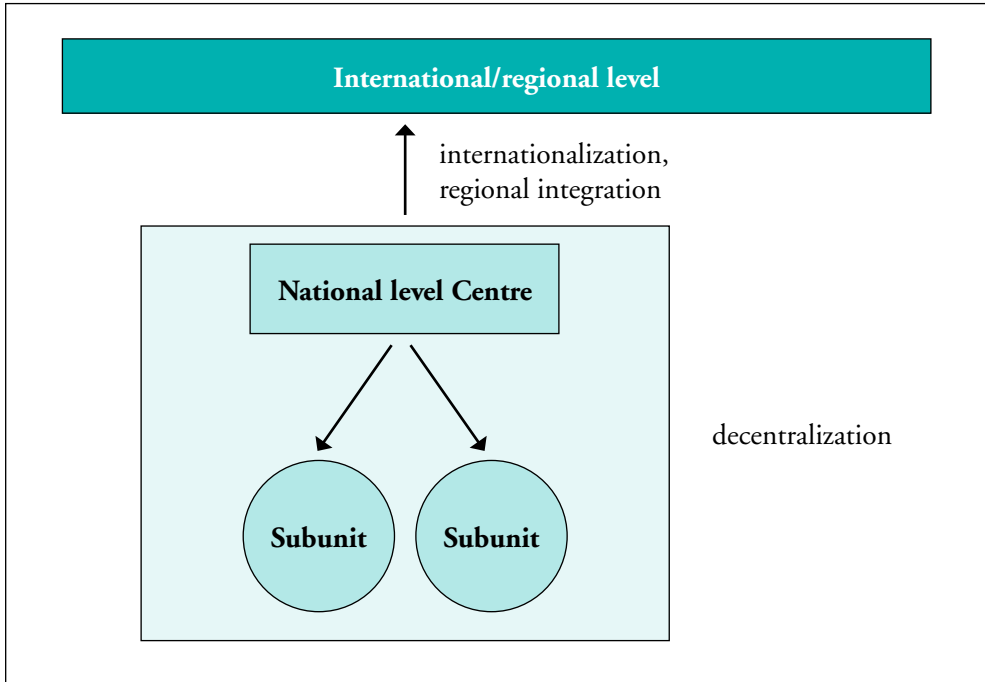 International/regional level
internationalization,
regional integration
National level Centre
decentralization
Subunit
Subunit